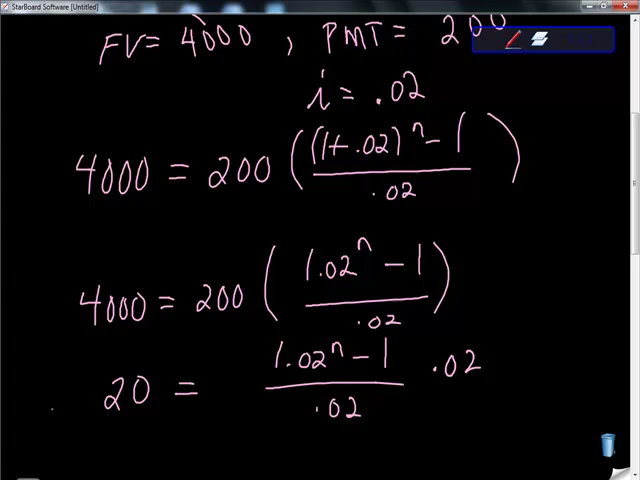 StarBoard Software [Untitled]
FV= 4000 , PMT= 200
i = .02
4000 = 200 ( ((1+.02)^n - 1) / .02 )
4000 = 200 ( (1.02^n - 1) / .02 )
20 = (1.02^n - 1) / .02 .02